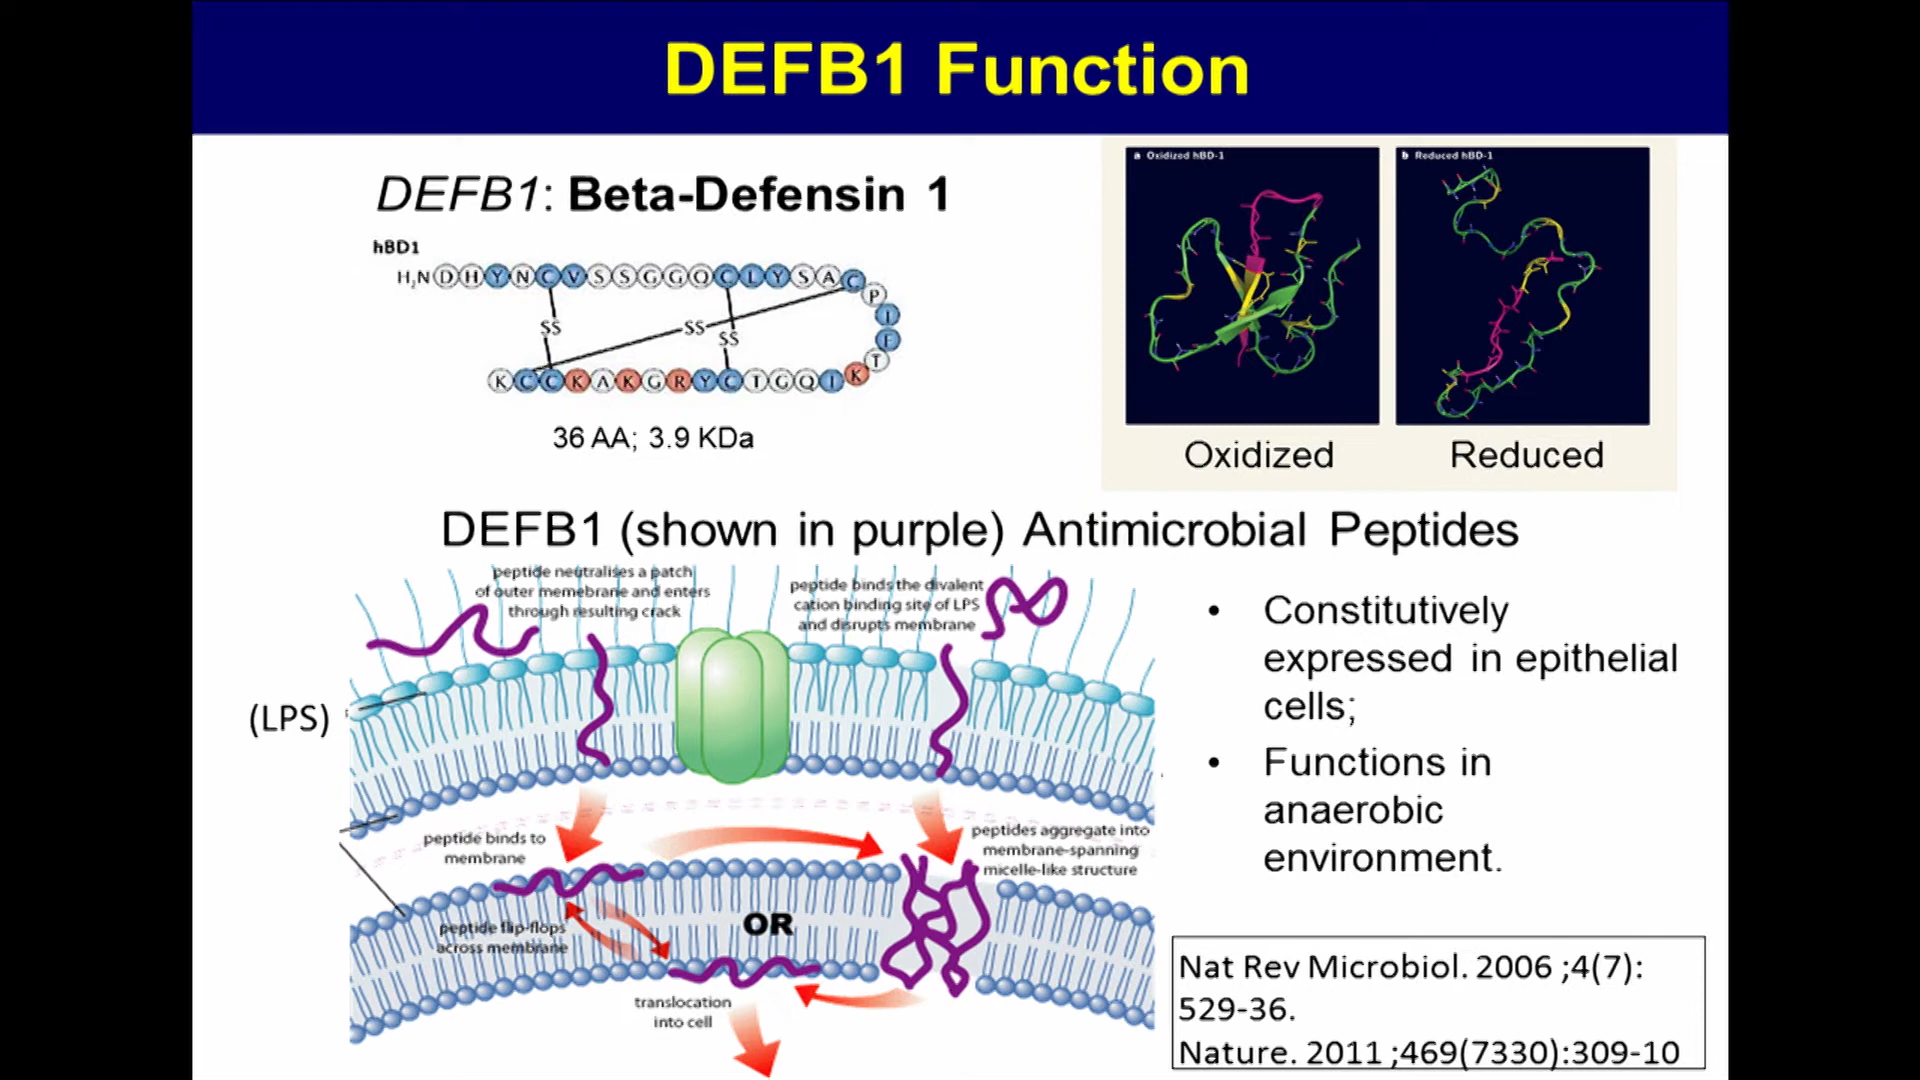 DEFB1 Function
DEFB1: Beta-Defensin 1
hBD1
H₂N D H Y N C V S S G G Q C L Y S A C
P
I
F
T
K
K C C K A K G R Y C T G Q I
SS
SS
SS
36 AA; 3.9 KDa
a Oxidized hBD-1
b Reduced hBD-1
Oxidized
Reduced
DEFB1 (shown in purple) Antimicrobial Peptides
peptide neutralises a patch
of outer memebrane and enters
through resulting crack
peptide binds the divalent
cation binding site of LPS
and disrupts membrane
(LPS)
peptide binds to
membrane
peptides aggregate into
membrane-spanning
micelle-like structure
peptide flip-flops
across membrane
OR
translocation
into cell
• Constitutively
expressed in epithelial
cells;
• Functions in
anaerobic
environment.
Nat Rev Microbiol. 2006 ;4(7):
529-36.
Nature. 2011 ;469(7330):309-10